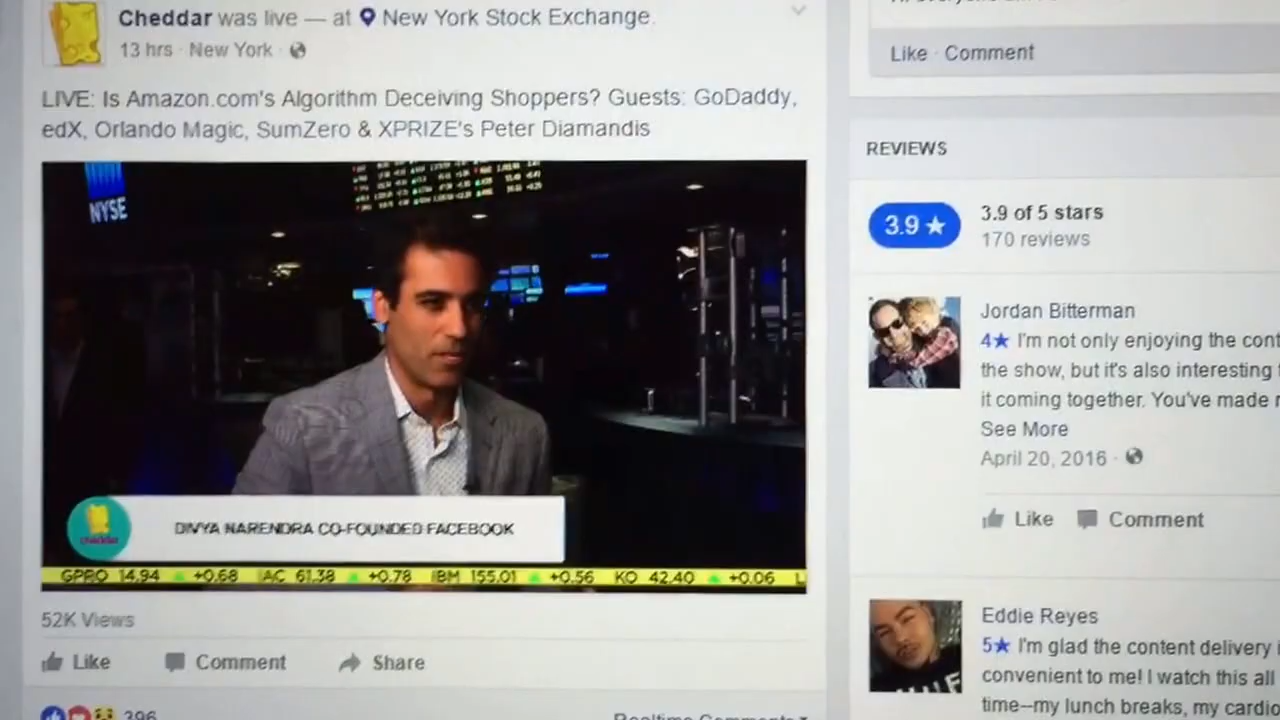 Cheddar was live — at New York Stock Exchange.
13 hrs · New York ·
LIVE: Is Amazon.com's Algorithm Deceiving Shoppers? Guests: GoDaddy,
edX, Orlando Magic, SumZero & XPRIZE's Peter Diamandis
NYSE
cheddar
DIVYA NARENDRA CO-FOUNDED FACEBOOK
GPRO 14.94 +0.68 IAC 61.38 +0.78 IBM 155.01 +0.56 KO 42.40 +0.06 L
52K Views
Like Comment Share
396
Realtime Comments
Like · Comment
REVIEWS
3.9 ★
3.9 of 5 stars
170 reviews
Jordan Bitterman
4★ I'm not only enjoying the cont
the show, but it's also interesting
it coming together. You've made
See More
April 20, 2016 ·
Like Comment
Eddie Reyes
5★ I'm glad the content delivery
convenient to me! I watch this all
time--my lunch breaks, my cardio